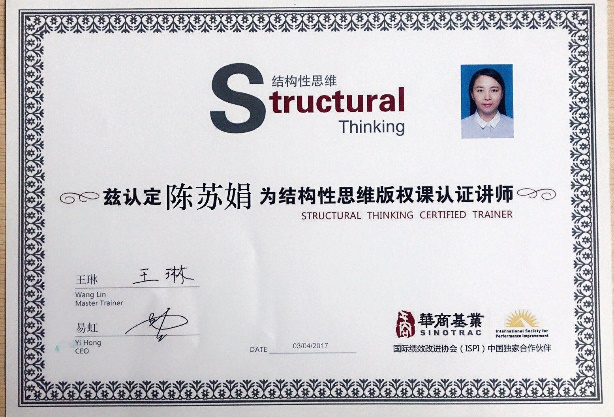 结构性思维
Structural
Thinking
兹认定 陈苏娟 为结构性思维版权课认证讲师
STRUCTURAL THINKING CERTIFIED TRAINER
王琳 王琳
Wang Lin
Master Trainer
易虹
Yi Hong
CEO
DATE 03/04/2017
華商基業
SINOTRAC
International Society for
Performance Improvement
国际绩效改进协会（ISPI）中国独家合作伙伴